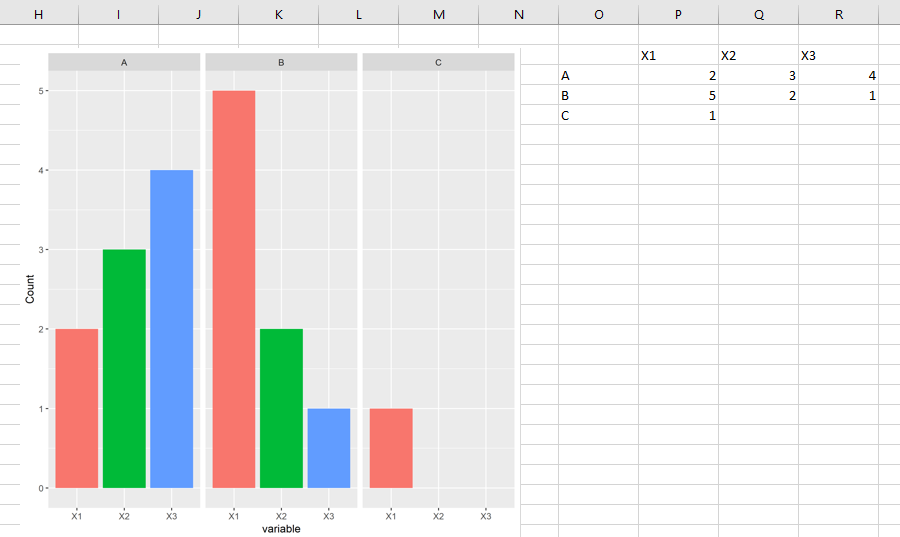 H I J K L M N O P Q R
X1 X2 X3
A 2 3 4
B 5 2 1
C 1
A B C
5
4
3
2
1
0
Count
X1 X2 X3 X1 X2 X3 X1 X2 X3
variable